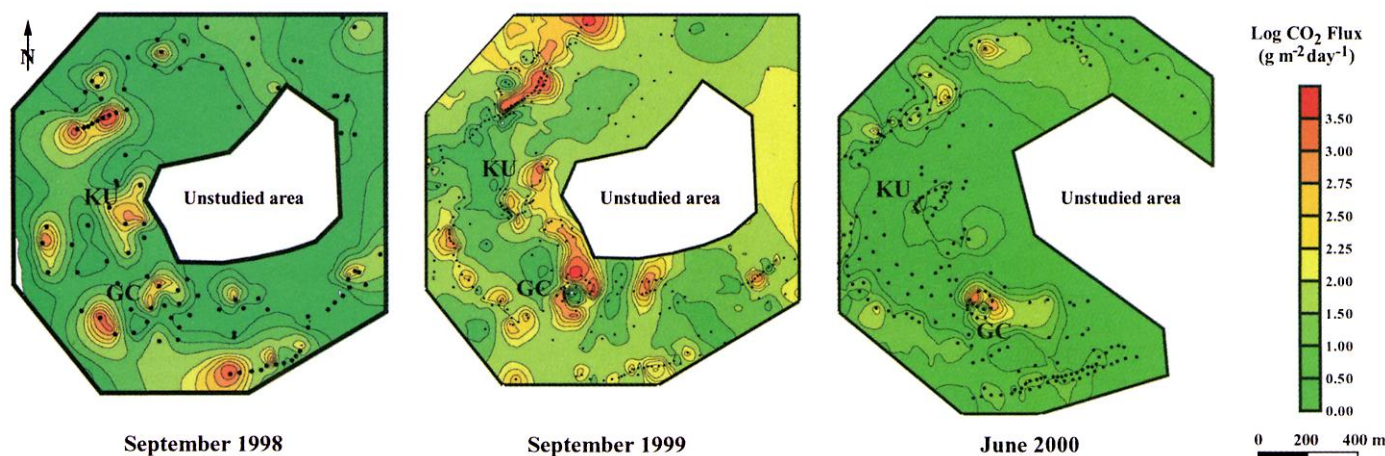 N
KU
GC
Unstudied area
September 1998
KU
GC
Unstudied area
September 1999
KU
GC
Unstudied area
June 2000
Log CO₂ Flux
(g m⁻² day⁻¹)
3.50
3.00
2.75
2.50
2.25
2.00
1.50
1.00
0.50
0.00
0 200 400 m